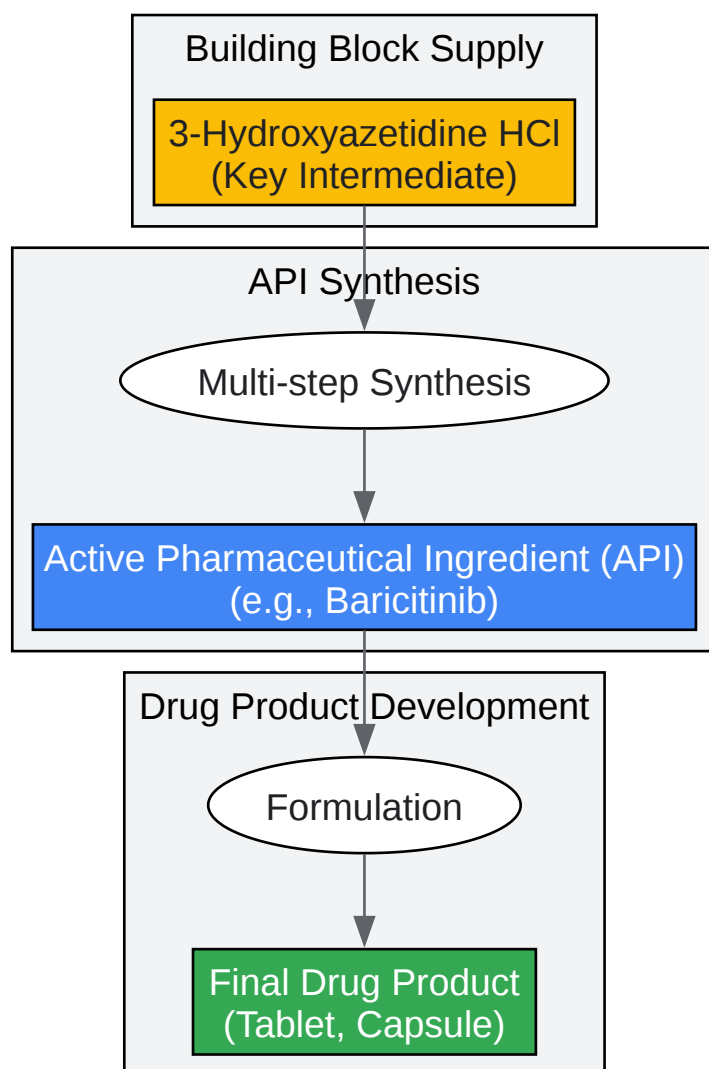 Building Block Supply
3-Hydroxyazetidine HCl
(Key Intermediate)
API Synthesis
Multi-step Synthesis
Active Pharmaceutical Ingredient (API)
(e.g., Baricitinib)
Drug Product Development
Formulation
Final Drug Product
(Tablet, Capsule)